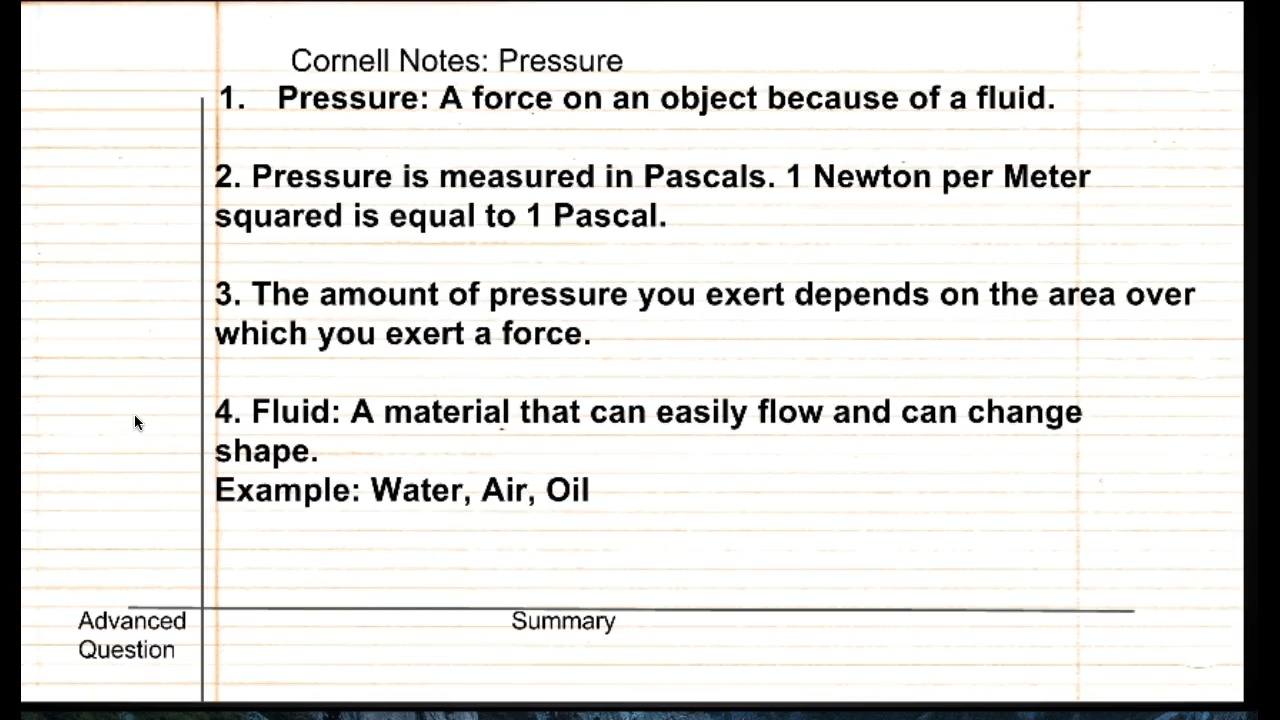 Cornell Notes: Pressure
1. Pressure: A force on an object because of a fluid.
2. Pressure is measured in Pascals. 1 Newton per Meter
squared is equal to 1 Pascal.
3. The amount of pressure you exert depends on the area over
which you exert a force.
4. Fluid: A material that can easily flow and can change
shape.
Example: Water, Air, Oil
Advanced
Question
Summary